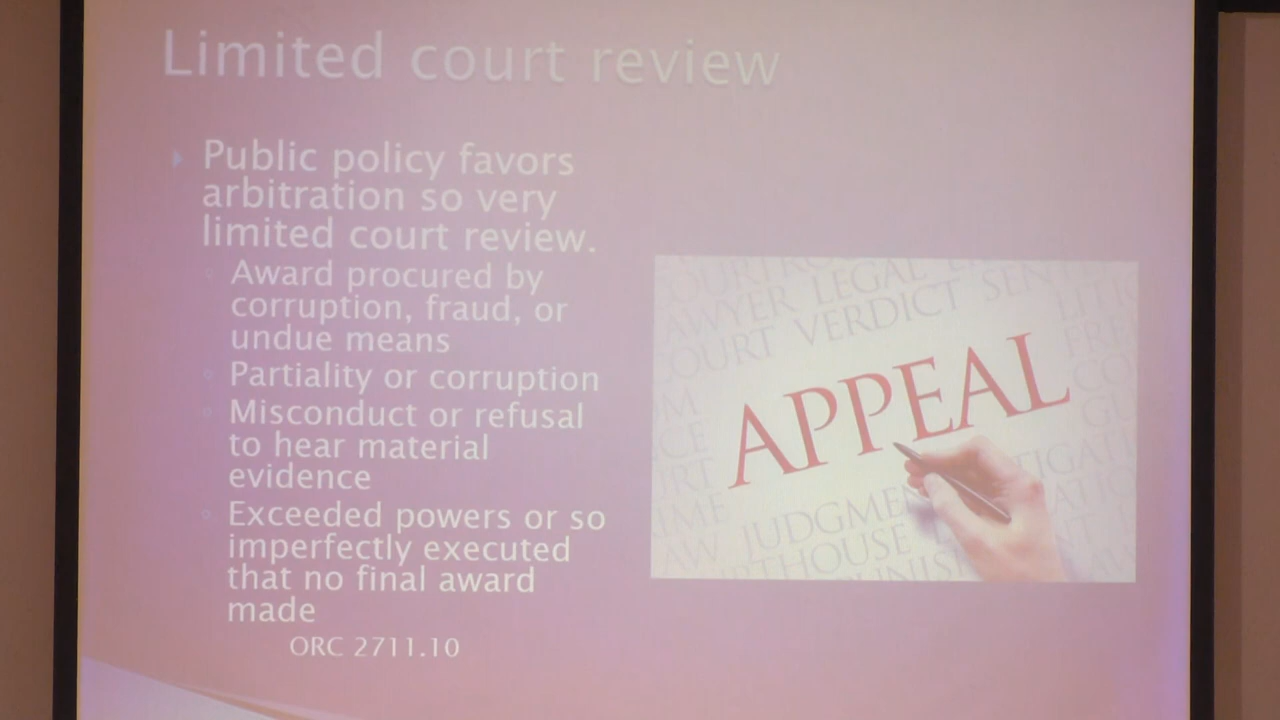 Limited court review
Public policy favors
arbitration so very
limited court review.
Award procured by
corruption, fraud, or
undue means
Partiality or corruption
Misconduct or refusal
to hear material
evidence
Exceeded powers or so
imperfectly executed
that no final award
made
ORC 2711.10
LEGAL
COURT VERDICT
APPEAL